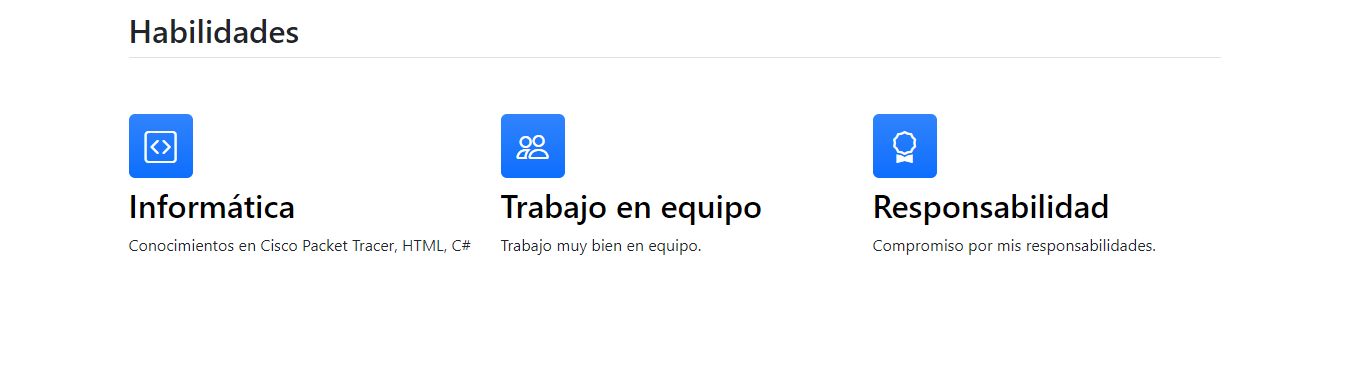 Habilidades
Informática
Conocimientos en Cisco Packet Tracer, HTML, C#
Trabajo en equipo
Trabajo muy bien en equipo.
Responsabilidad
Compromiso por mis responsabilidades.